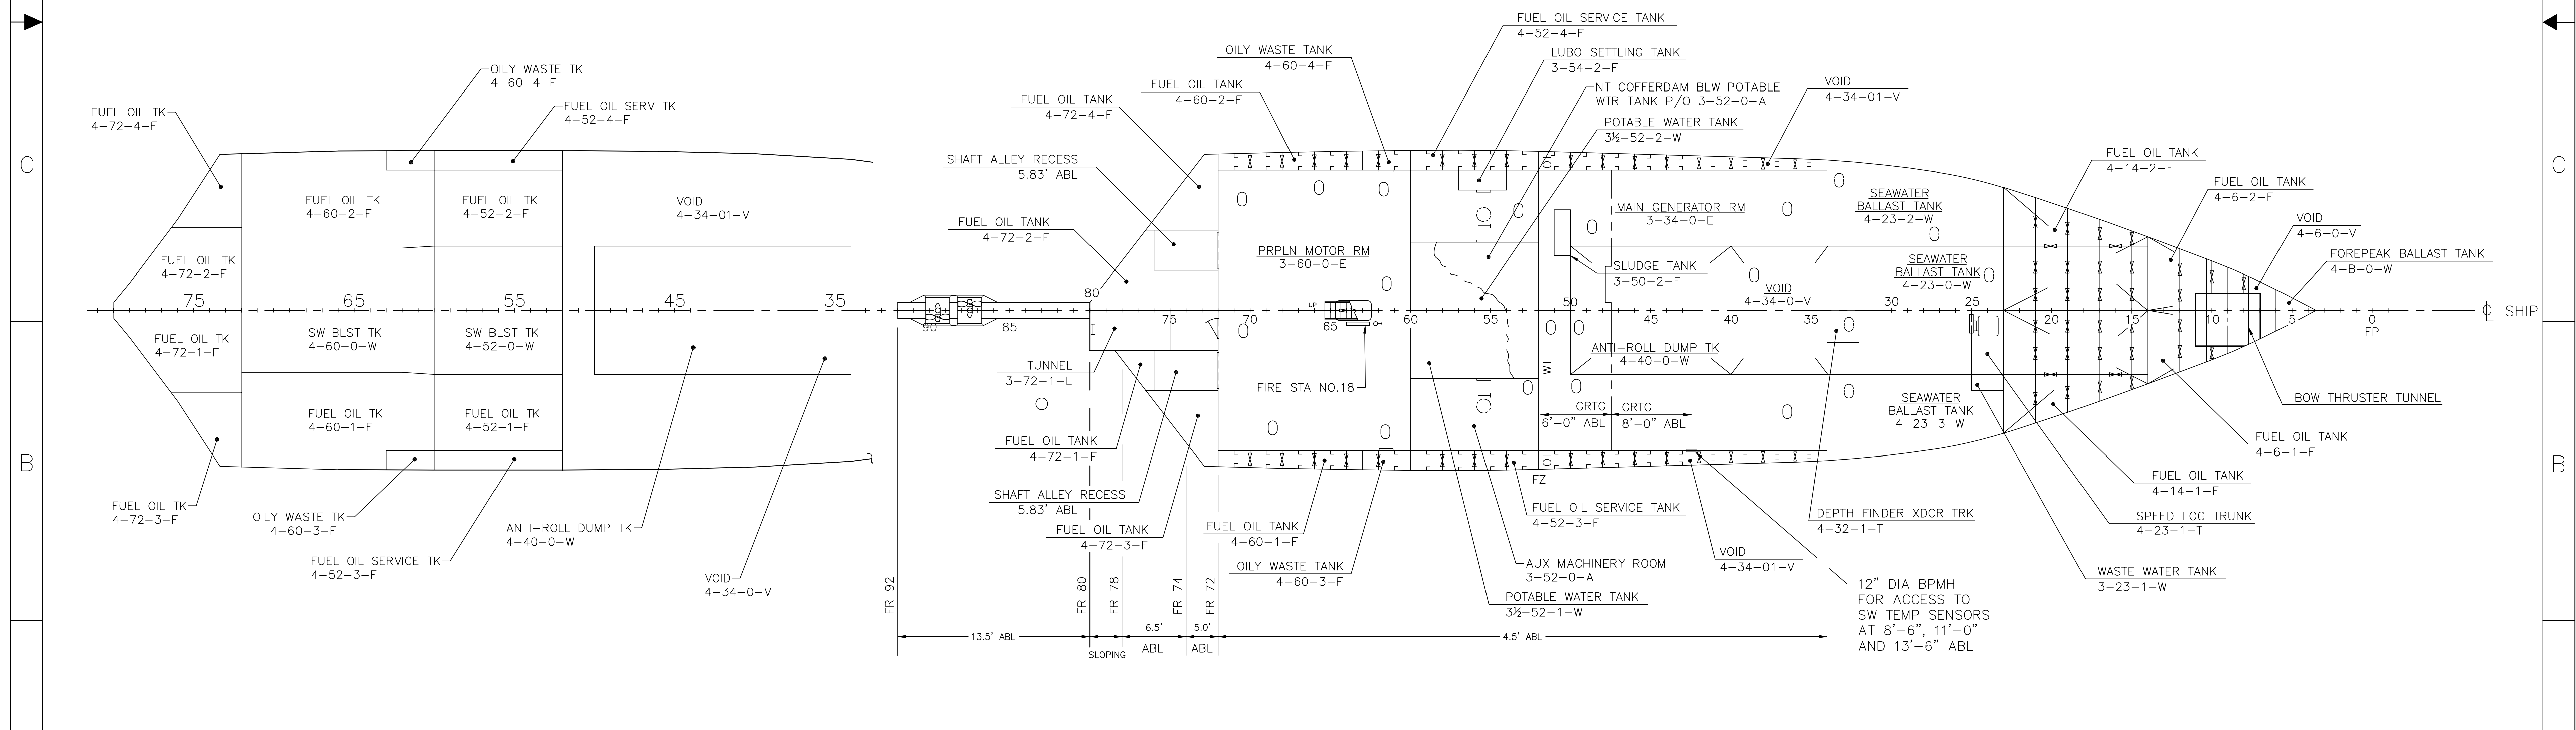 C
C
B
B
OILY WASTE TK
4-60-4-F
FUEL OIL TK
4-72-4-F
FUEL OIL SERV TK
4-52-4-F
FUEL OIL TK
4-60-2-F
FUEL OIL TK
4-52-2-F
VOID
4-34-01-V
FUEL OIL TK
4-72-2-F
75
65
55
45
35
FUEL OIL TK
4-72-1-F
SW BLST TK
4-60-0-W
SW BLST TK
4-52-0-W
FUEL OIL TK
4-60-1-F
FUEL OIL TK
4-52-1-F
FUEL OIL TK
4-72-3-F
OILY WASTE TK
4-60-3-F
FUEL OIL SERVICE TK
4-52-3-F
ANTI-ROLL DUMP TK
4-40-0-W
VOID
4-34-0-V
FUEL OIL SERVICE TANK
4-52-4-F
OILY WASTE TANK
4-60-4-F
LUBO SETTLING TANK
3-54-2-F
FUEL OIL TANK
4-60-2-F
NT COFFERDAM BLW POTABLE
WTR TANK P/O 3-52-0-A
FUEL OIL TANK
4-72-4-F
VOID
4-34-01-V
POTABLE WATER TANK
3½-52-2-W
SHAFT ALLEY RECESS
5.83' ABL
FUEL OIL TANK
4-14-2-F
FUEL OIL TANK
4-6-2-F
VOID
4-6-0-V
FOREPEAK BALLAST TANK
4-B-0-W
FUEL OIL TANK
4-72-2-F
OT
MAIN GENERATOR RM
3-34-0-E
SEAWATER
BALLAST TANK
4-23-2-W
PRPLN MOTOR RM
3-60-0-E
SLUDGE TANK
3-50-2-F
SEAWATER
BALLAST TANK
4-23-0-W
VOID
4-34-0-V
UP
90
85
80
75
70
65
60
55
50
45
40
35
30
25
20
15
10
5
0
FP
℄ SHIP
TUNNEL
3-72-1-L
FIRE STA NO.18
WT
ANTI-ROLL DUMP TK
4-40-0-W
GRTG
6'-0" ABL
GRTG
8'-0" ABL
SEAWATER
BALLAST TANK
4-23-3-W
BOW THRUSTER TUNNEL
FUEL OIL TANK
4-72-1-F
OT
FZ
FUEL OIL TANK
4-6-1-F
SHAFT ALLEY RECESS
5.83' ABL
FUEL OIL TANK
4-14-1-F
FUEL OIL TANK
4-72-3-F
FUEL OIL TANK
4-60-1-F
FUEL OIL SERVICE TANK
4-52-3-F
DEPTH FINDER XDCR TRK
4-32-1-T
SPEED LOG TRUNK
4-23-1-T
OILY WASTE TANK
4-60-3-F
AUX MACHINERY ROOM
3-52-0-A
VOID
4-34-01-V
WASTE WATER TANK
3-23-1-W
POTABLE WATER TANK
3½-52-1-W
12" DIA BPMH
FOR ACCESS TO
SW TEMP SENSORS
AT 8'-6", 11'-0"
AND 13'-6" ABL
FR 92
FR 80
FR 78
FR 74
FR 72
13.5' ABL
SLOPING
6.5'
ABL
5.0'
ABL
4.5' ABL